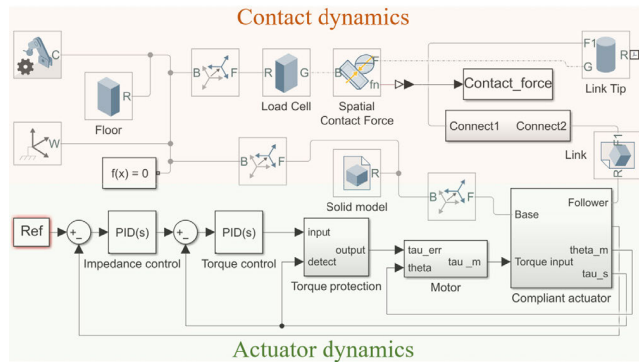 Contact dynamics
C
R
Floor
W
f(x) = 0
B F
R G
Load Cell
B F fn
Spatial
Contact Force
Contact_force
F1
G
R
Link Tip
Connect1 Connect2
F1
R
Link
B F
R
Solid model
B F
Base
Follower
Torque input
theta_m
tau_s
Compliant actuator
Ref
+
−
PID(s)
Impedance control
+
−
PID(s)
Torque control
input
output
detect
Torque protection
tau_err
theta
tau_m
Motor
Actuator dynamics